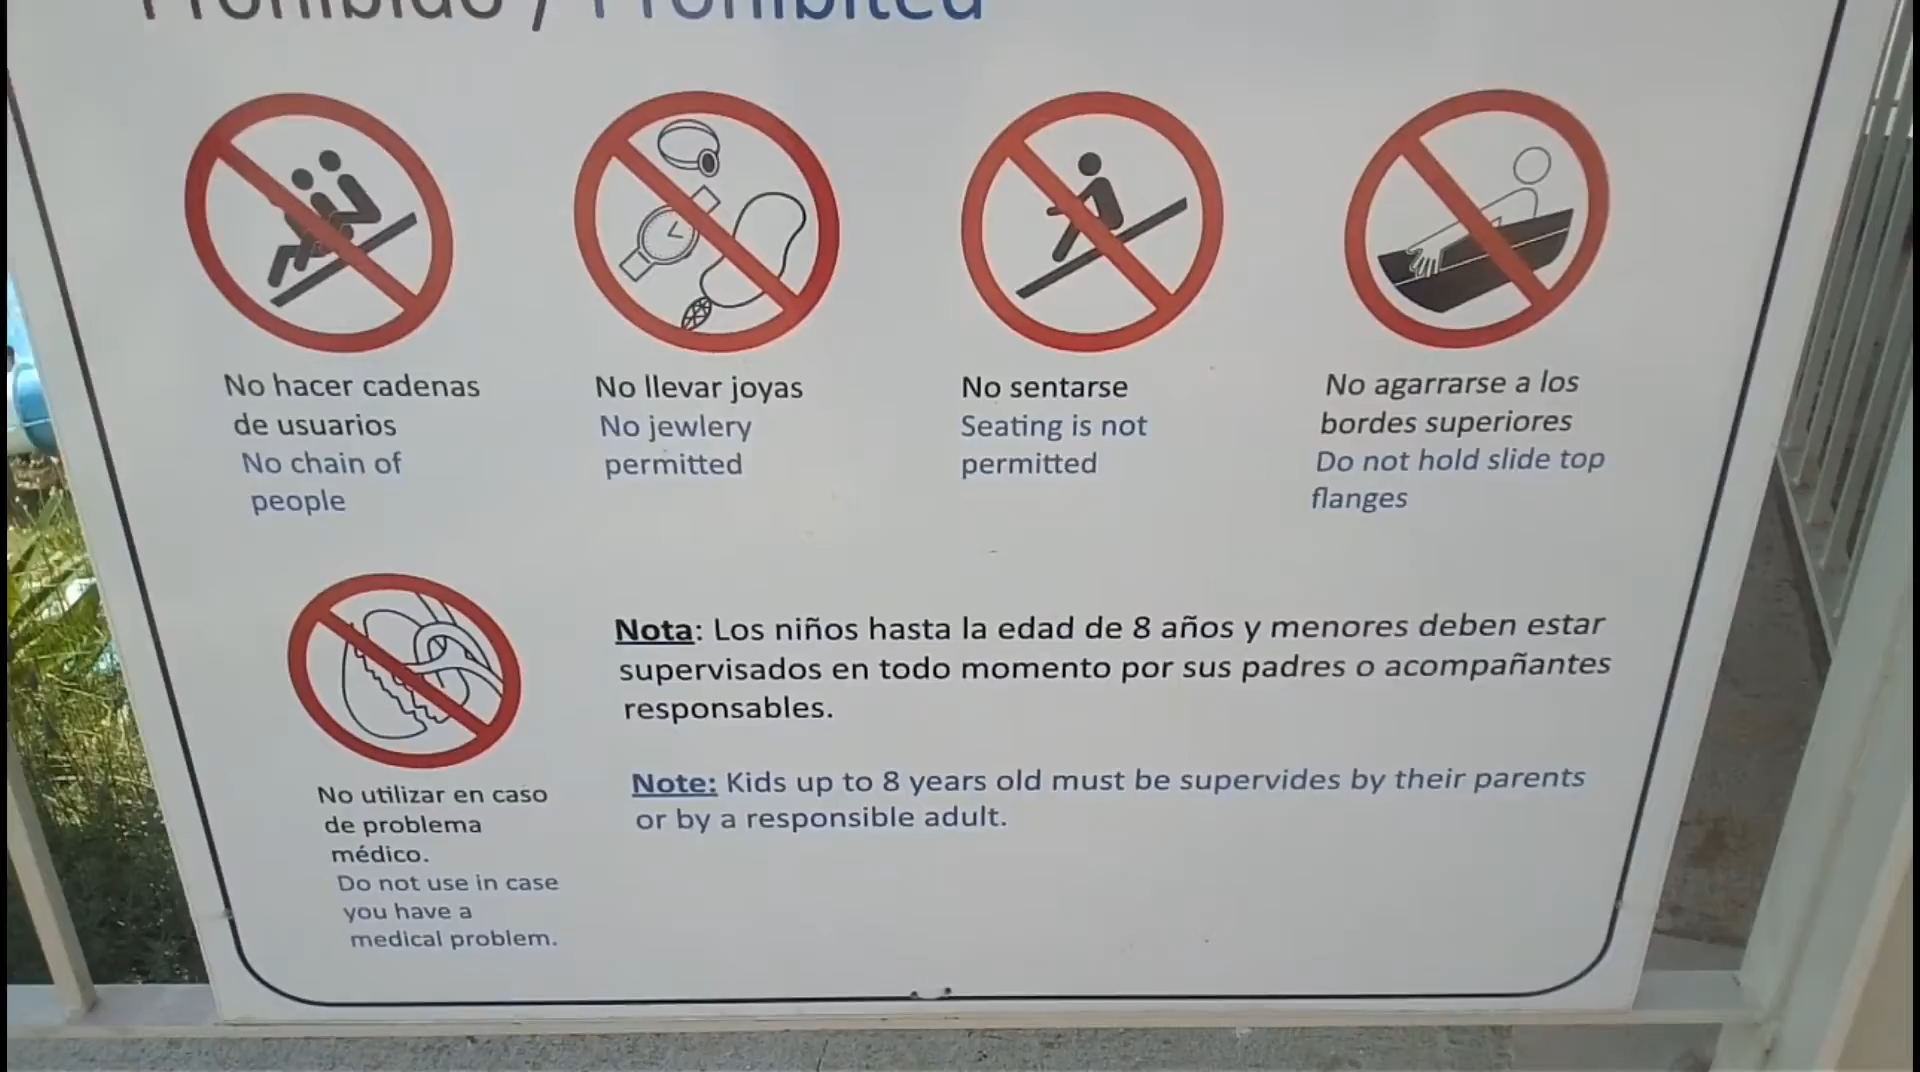 Prohibido / Prohibited
No hacer cadenas
de usuarios
No chain of
people
No llevar joyas
No jewlery
permitted
No sentarse
Seating is not
permitted
No agarrarse a los
bordes superiores
Do not hold slide top
flanges
No utilizar en caso
de problema
médico.
Do not use in case
you have a
medical problem.
Nota: Los niños hasta la edad de 8 años y menores deben estar
supervisados en todo momento por sus padres o acompañantes
responsables.
Note: Kids up to 8 years old must be supervides by their parents
or by a responsible adult.